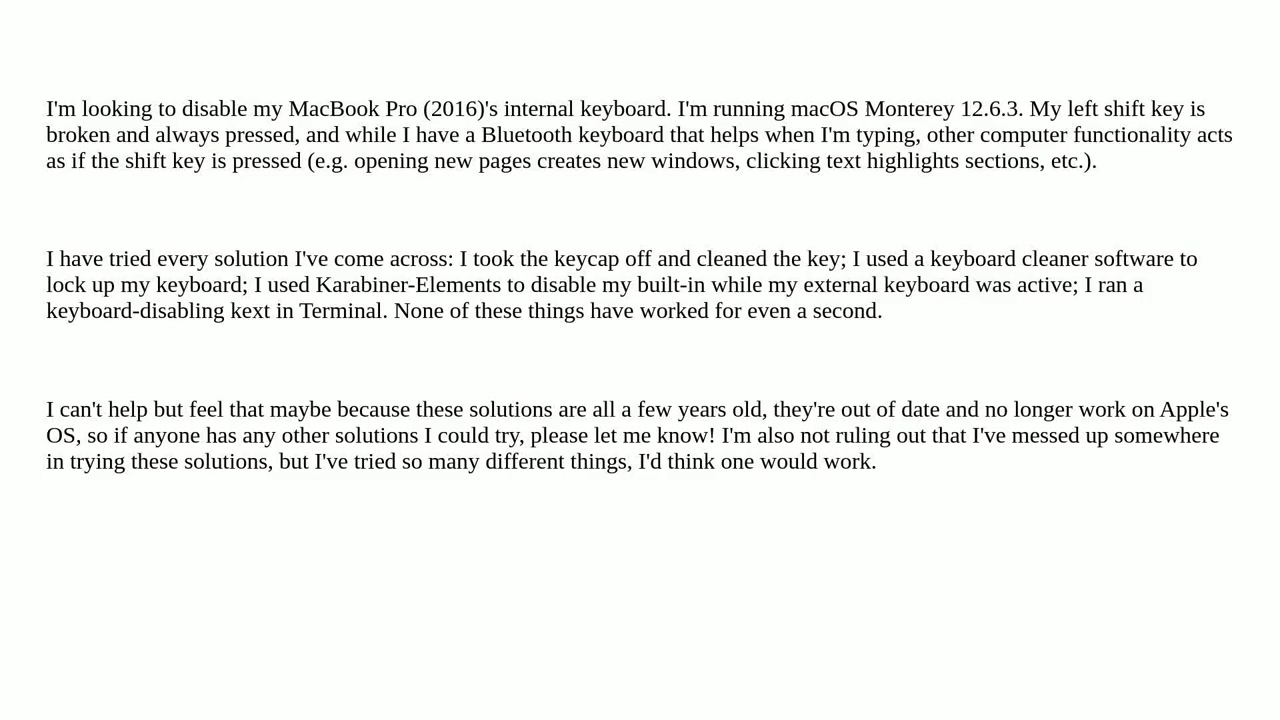 I'm looking to disable my MacBook Pro (2016)'s internal keyboard. I'm running macOS Monterey 12.6.3. My left shift key is
broken and always pressed, and while I have a Bluetooth keyboard that helps when I'm typing, other computer functionality acts
as if the shift key is pressed (e.g. opening new pages creates new windows, clicking text highlights sections, etc.).
I have tried every solution I've come across: I took the keycap off and cleaned the key; I used a keyboard cleaner software to
lock up my keyboard; I used Karabiner-Elements to disable my built-in while my external keyboard was active; I ran a
keyboard-disabling kext in Terminal. None of these things have worked for even a second.
I can't help but feel that maybe because these solutions are all a few years old, they're out of date and no longer work on Apple's
OS, so if anyone has any other solutions I could try, please let me know! I'm also not ruling out that I've messed up somewhere
in trying these solutions, but I've tried so many different things, I'd think one would work.